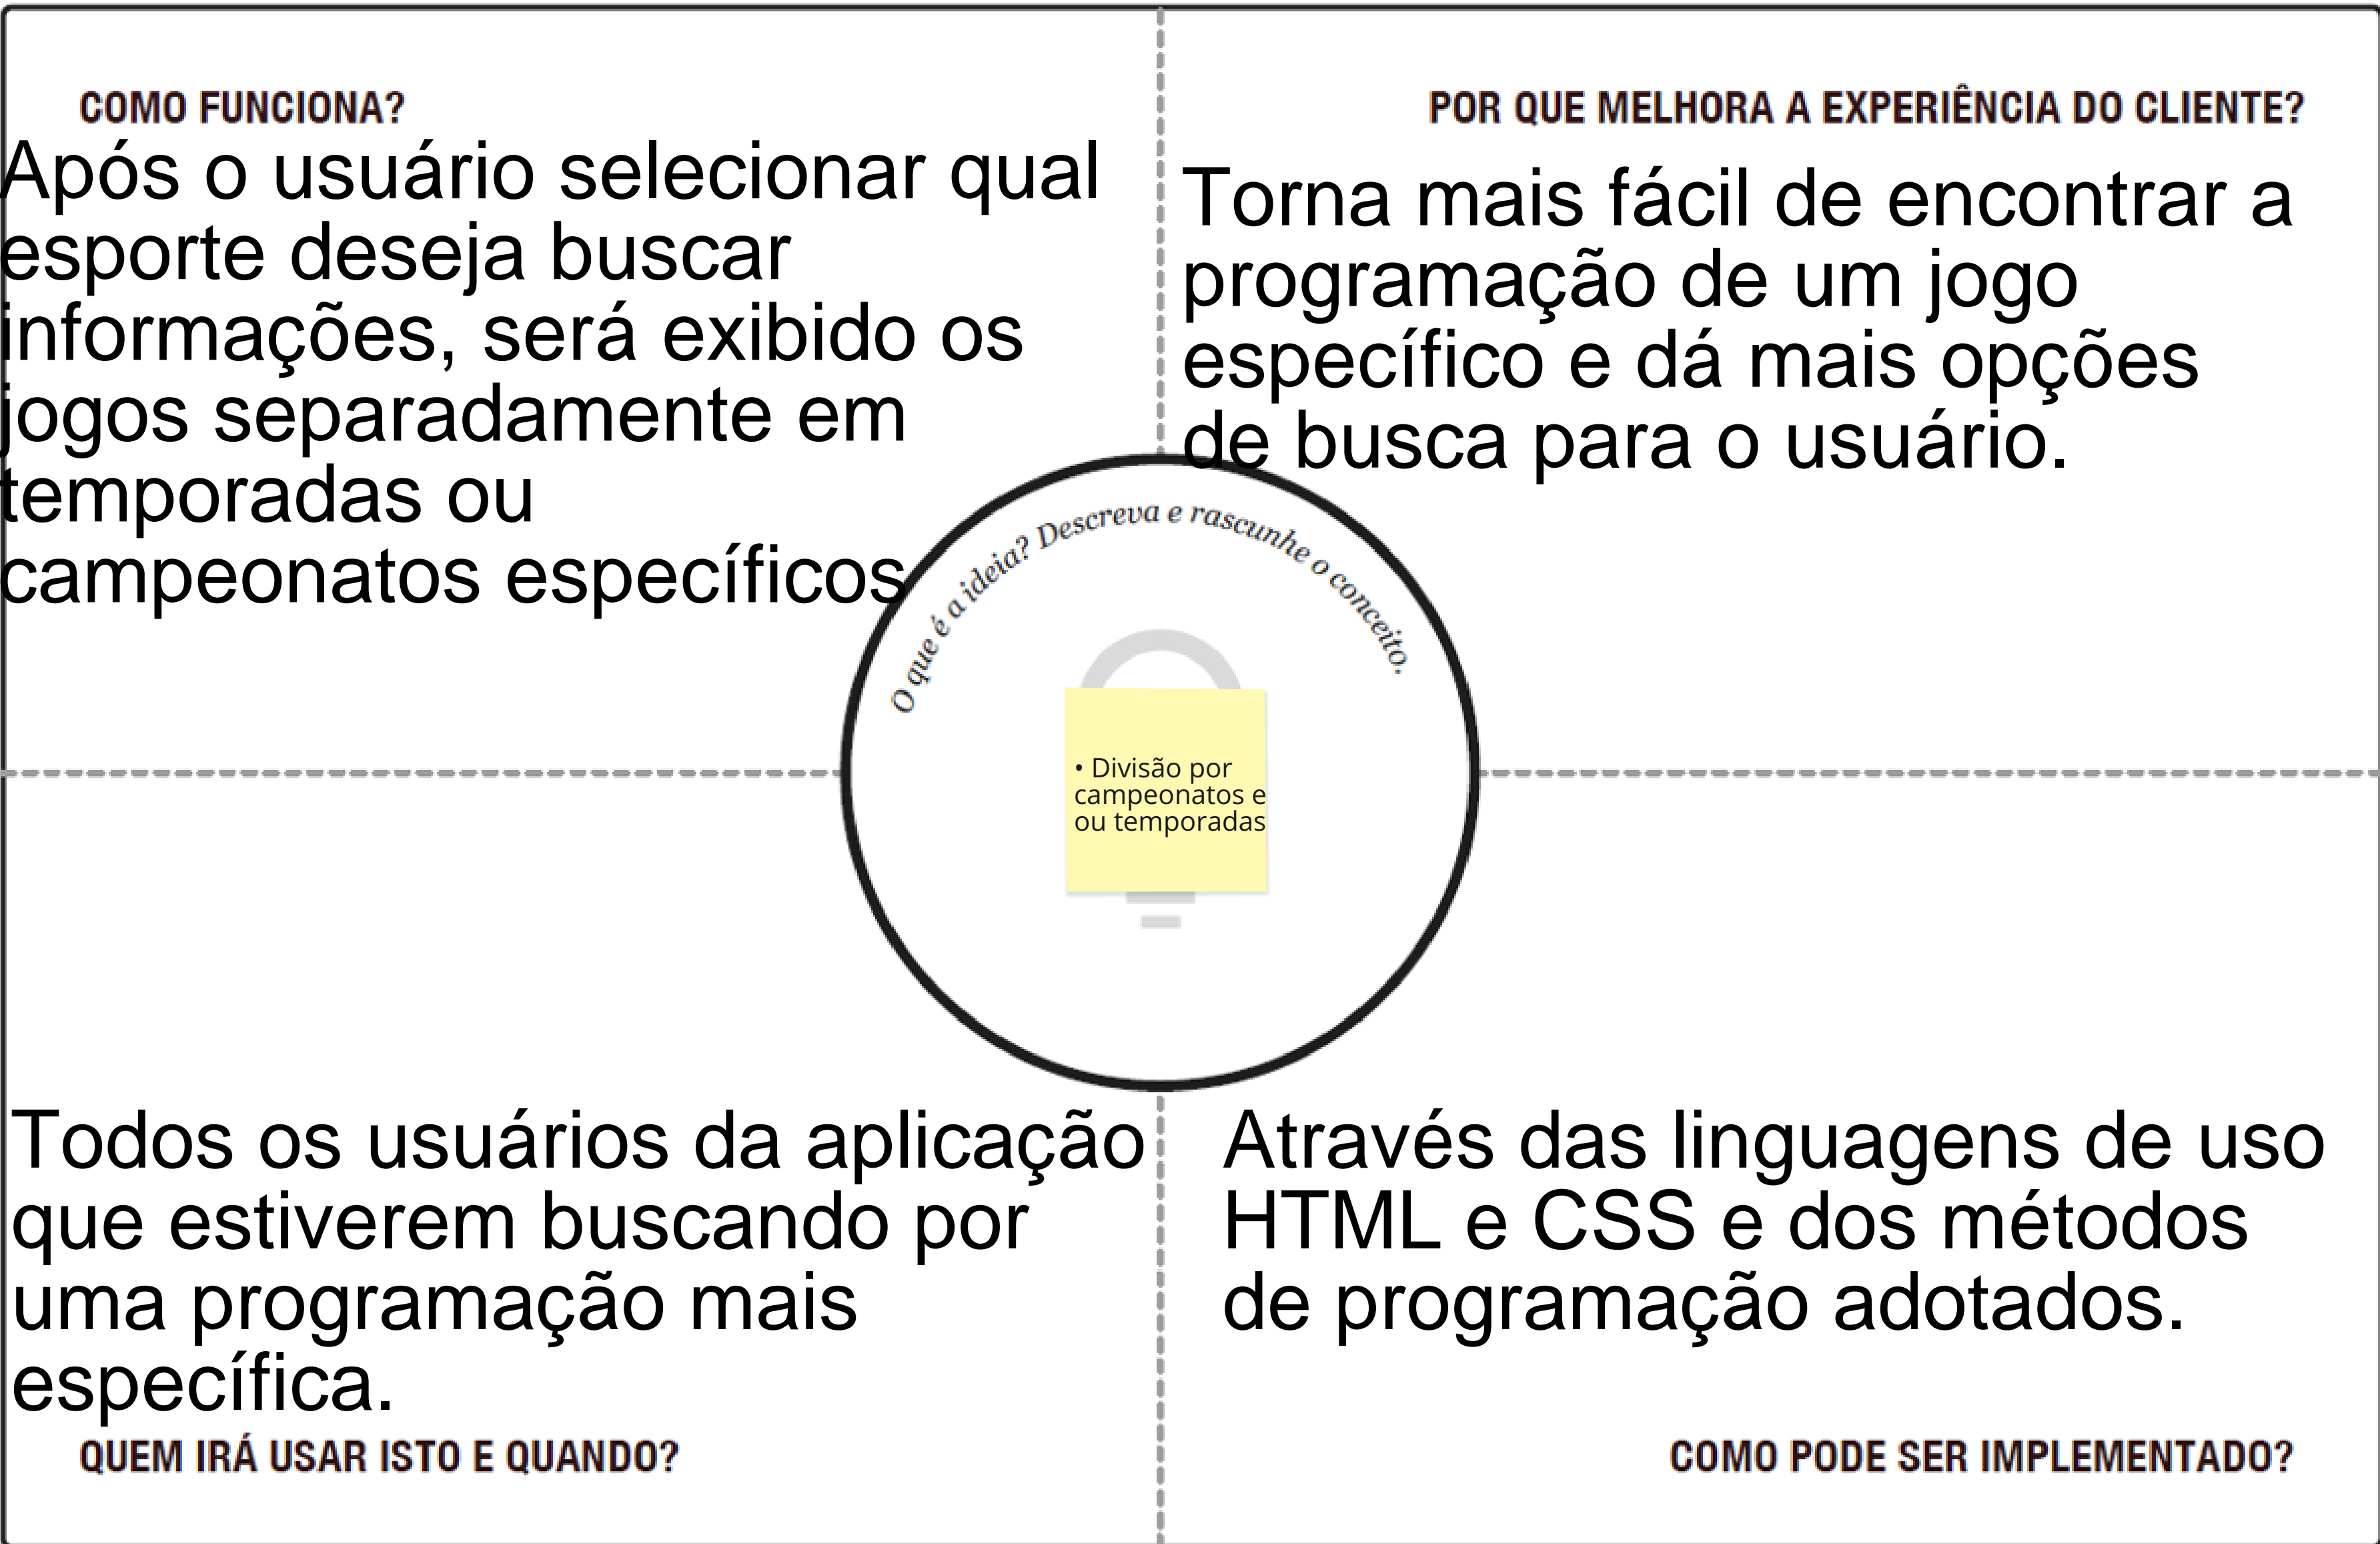 COMO FUNCIONA?
Após o usuário selecionar qual
esporte deseja buscar
informações, será exibido os
jogos separadamente em
temporadas ou
campeonatos específicos
POR QUE MELHORA A EXPERIÊNCIA DO CLIENTE?
Torna mais fácil de encontrar a
programação de um jogo
específico e dá mais opções
de busca para o usuário.
O que é a ideia? Descreva e rascunhe o conceito.
• Divisão por
campeonatos e
ou temporadas
Todos os usuários da aplicação
que estiverem buscando por
uma programação mais
específica.
QUEM IRÁ USAR ISTO E QUANDO?
Através das linguagens de uso
HTML e CSS e dos métodos
de programação adotados.
COMO PODE SER IMPLEMENTADO?